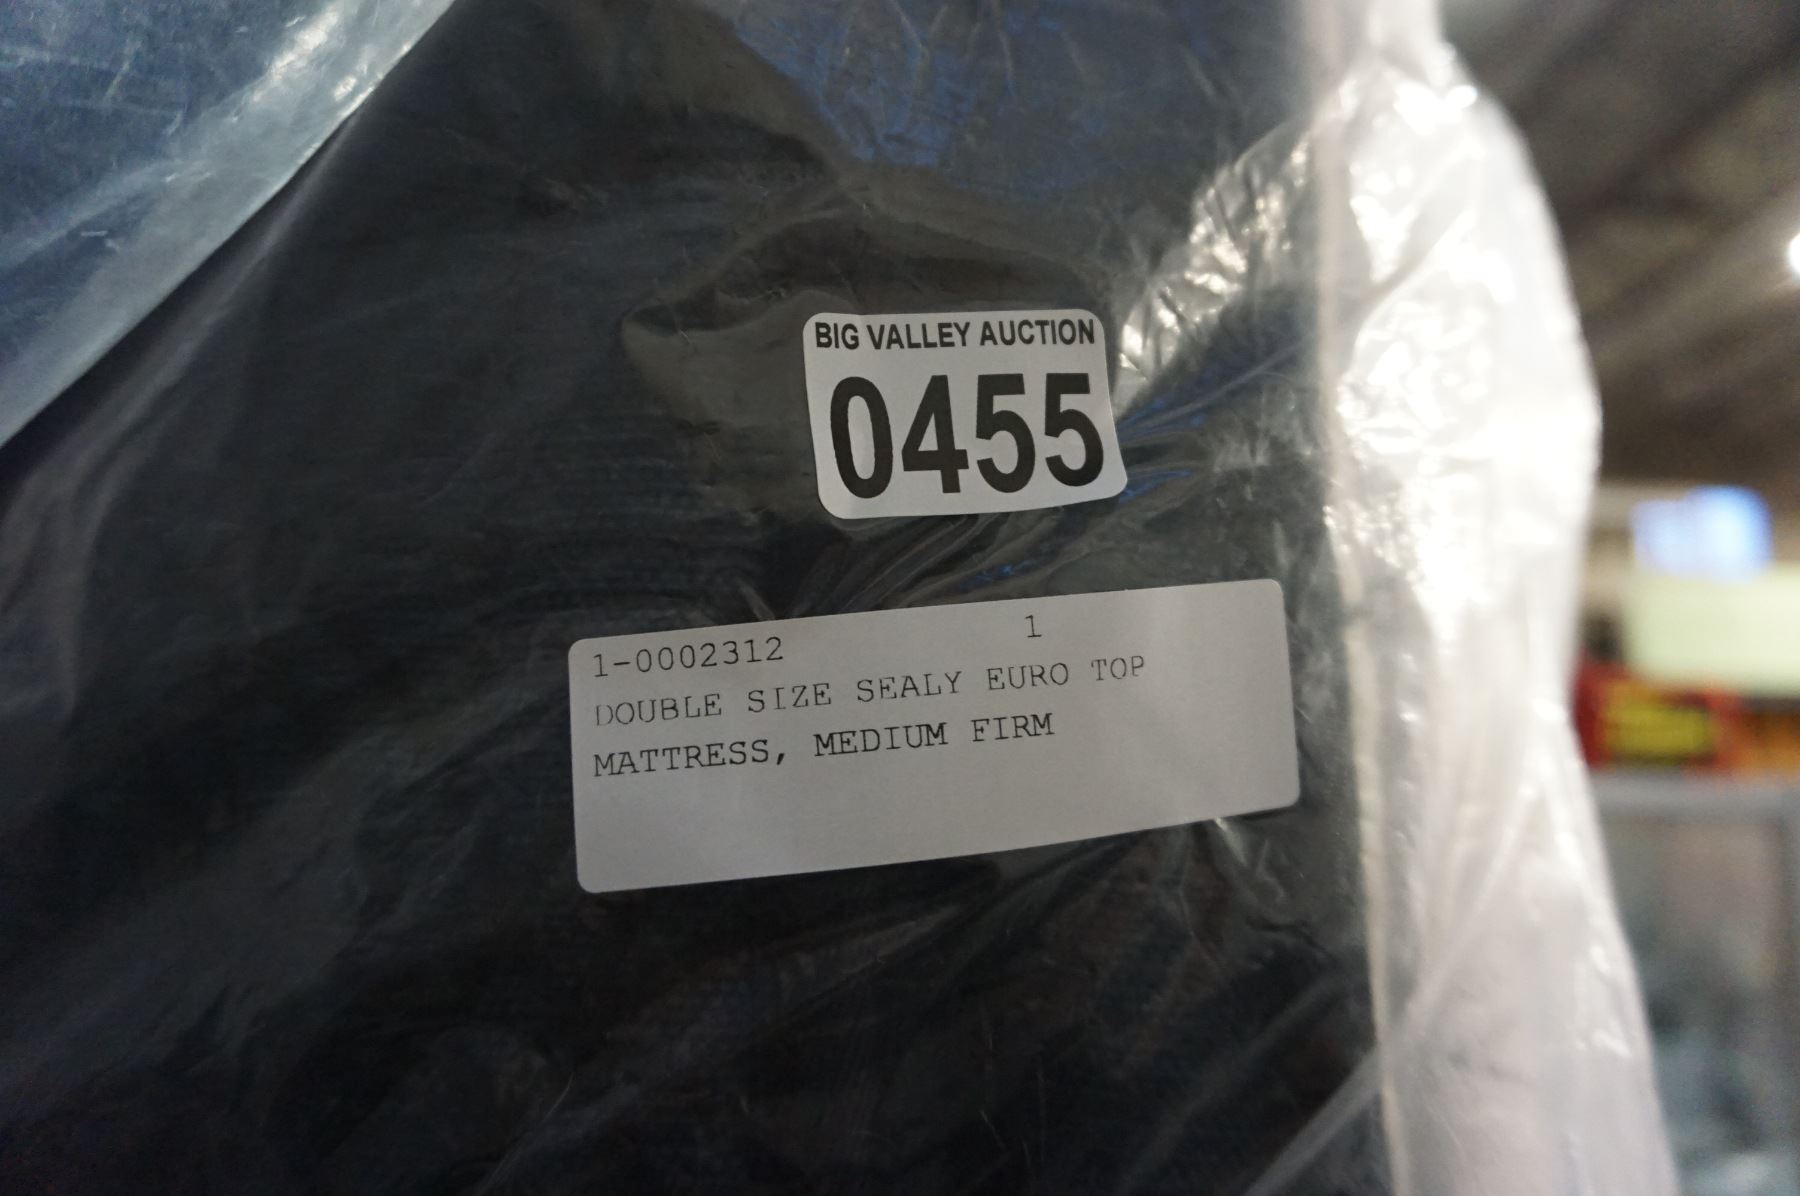 BIG VALLEY AUCTION
0455
1-0002312 1
DOUBLE SIZE SEALY EURO TOP
MATTRESS, MEDIUM FIRM